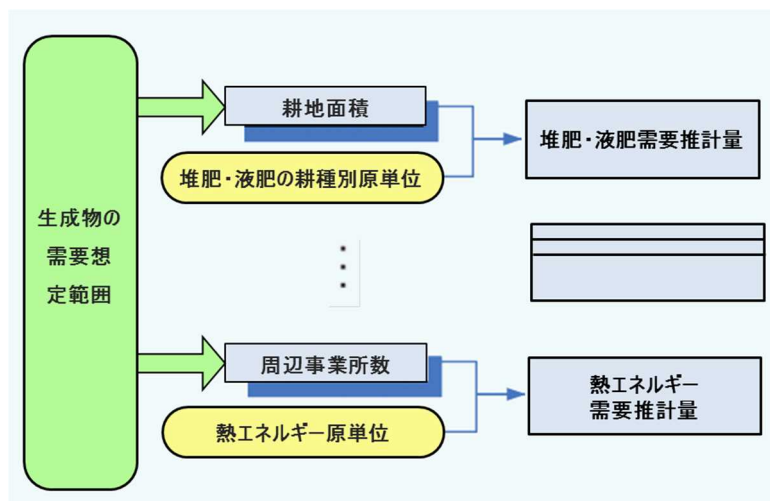 生成物の
需要想
定範囲
耕地面積
堆肥・液肥の耕種別原単位
堆肥・液肥需要推計量
周辺事業所数
熱エネルギー原単位
熱エネルギー
需要推計量